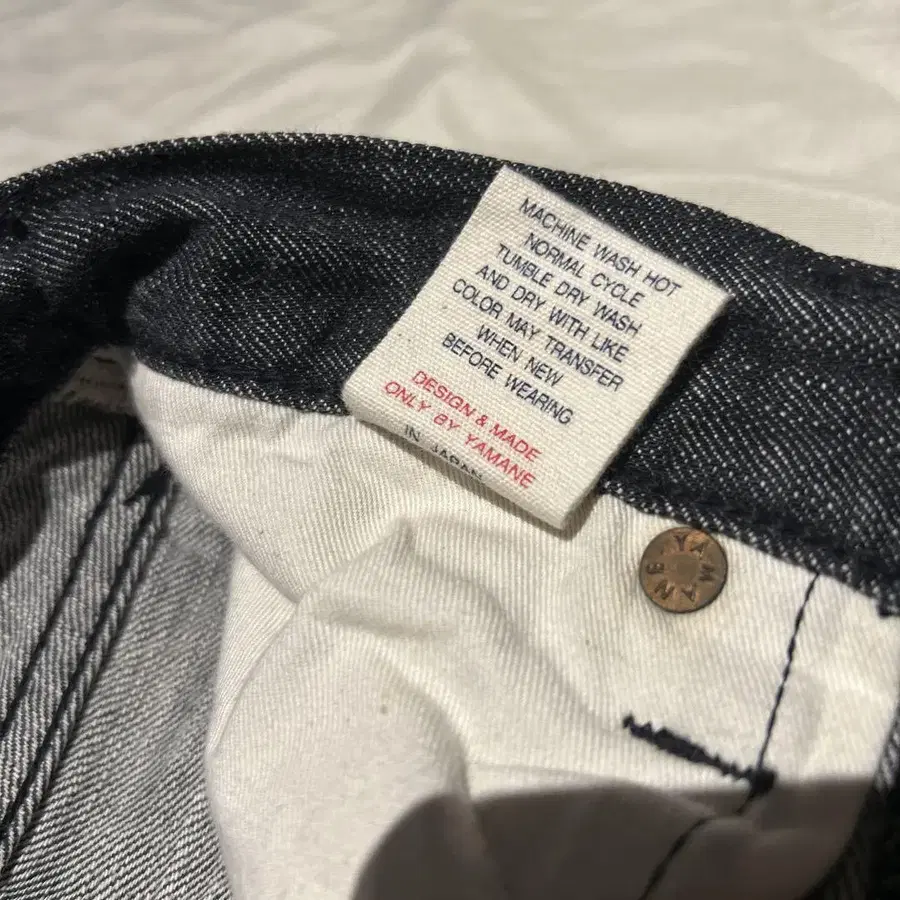 MACHINE WASH HOT
NORMAL CYCLE
TUMBLE DRY WASH
AND DRY WITH LIKE
COLOR MAY TRANSFER
WHEN NEW
BEFORE WEARING
DESIGN & MADE
ONLY BY YAMANE
IN JAPAN
YAMANE